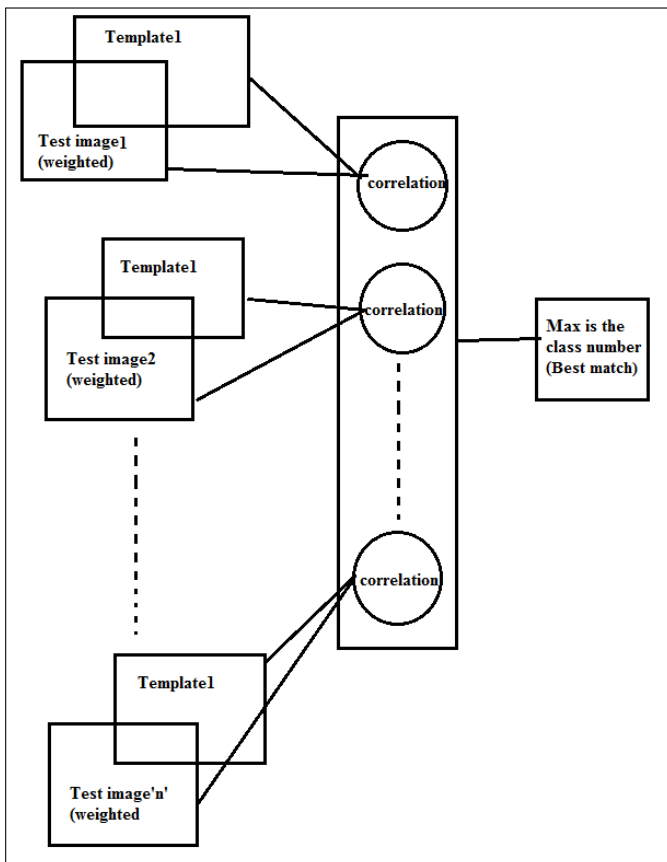 Template1
Test image1
(weighted)
correlation
Template1
Test image2
(weighted)
correlation
Max is the
class number
(Best match)
correlation
Template1
Test image'n'
(weighted